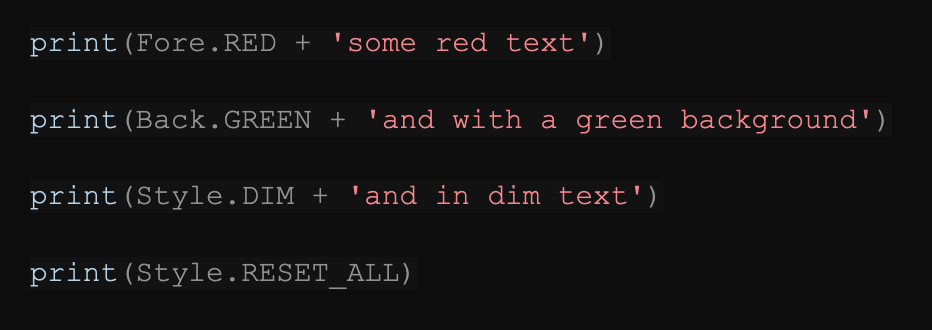 print(Fore.RED + 'some red text')
print(Back.GREEN + 'and with a green background')
print(Style.DIM + 'and in dim text')
print(Style.RESET_ALL)